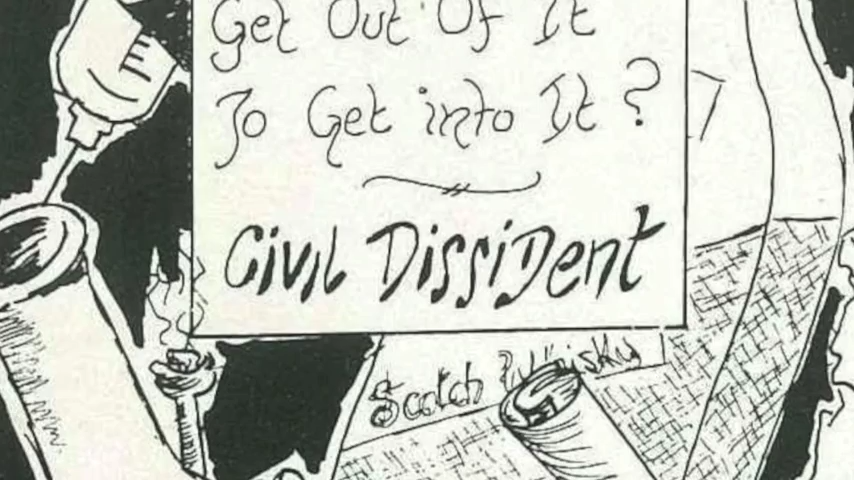 Get Out Of It
To Get into It ?
Civil Dissident
Scotch Whisky